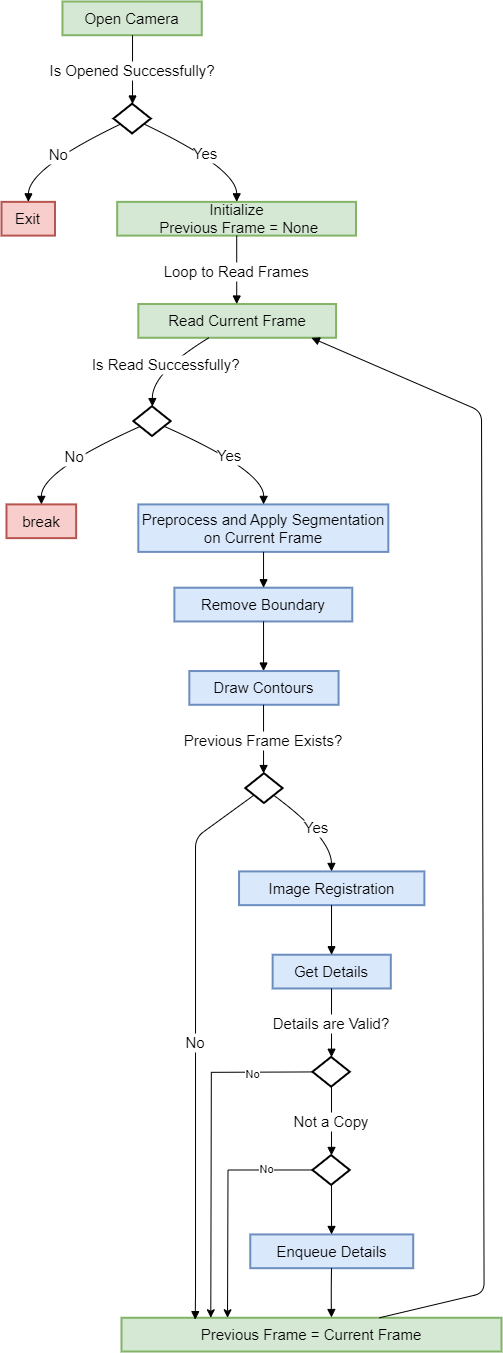 Open Camera
Is Opened Successfully?
No
Yes
Exit
Initialize
Previous Frame = None
Loop to Read Frames
Read Current Frame
Is Read Successfully?
No
Yes
break
Preprocess and Apply Segmentation
on Current Frame
Remove Boundary
Draw Contours
Previous Frame Exists?
Yes
Image Registration
Get Details
Details are Valid?
No
No
Not a Copy
No
Enqueue Details
Previous Frame = Current Frame